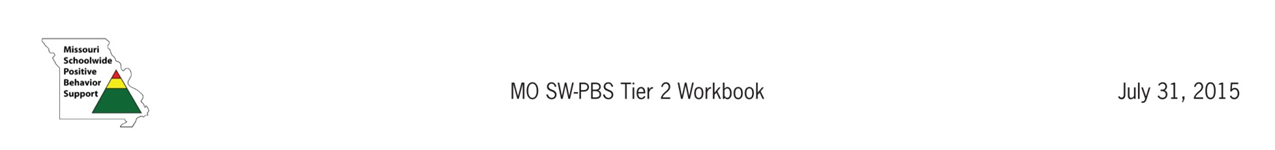 Missouri
Schoolwide
Positive
Behavior
Support
MO SW-PBS Tier 2 Workbook
July 31, 2015